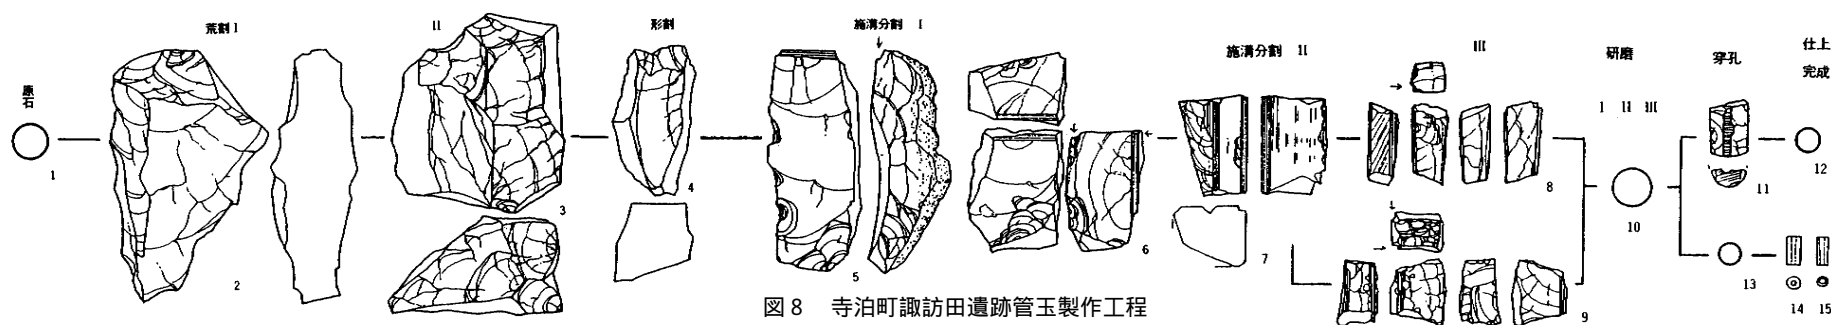 原石
荒割 I
II
形割
施溝分割 I
施溝分割 II
III
研磨
I II III
穿孔
仕上
完成
1
2
3
4
5
6
7
8
9
10
11
12
13
14
15
図 8 寺泊町諏訪田遺跡管玉製作工程